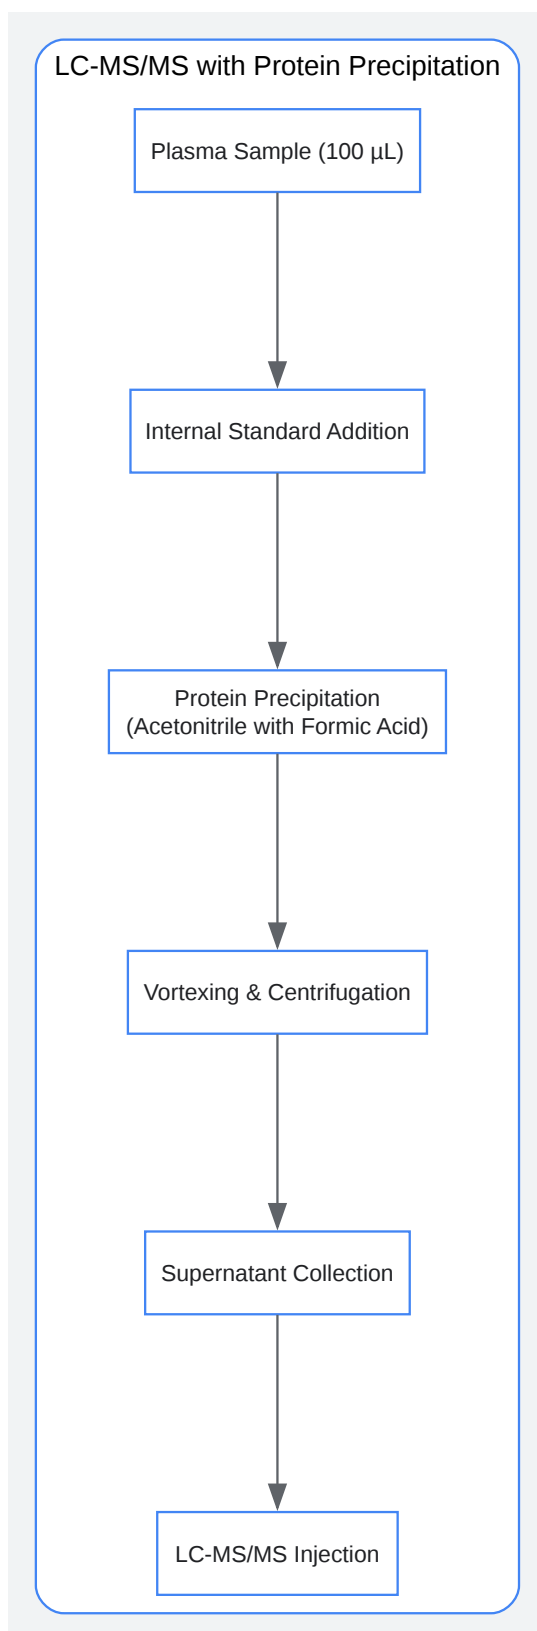 LC-MS/MS with Protein Precipitation
Plasma Sample (100 µL)
Internal Standard Addition
Protein Precipitation
(Acetonitrile with Formic Acid)
Vortexing & Centrifugation
Supernatant Collection
LC-MS/MS Injection